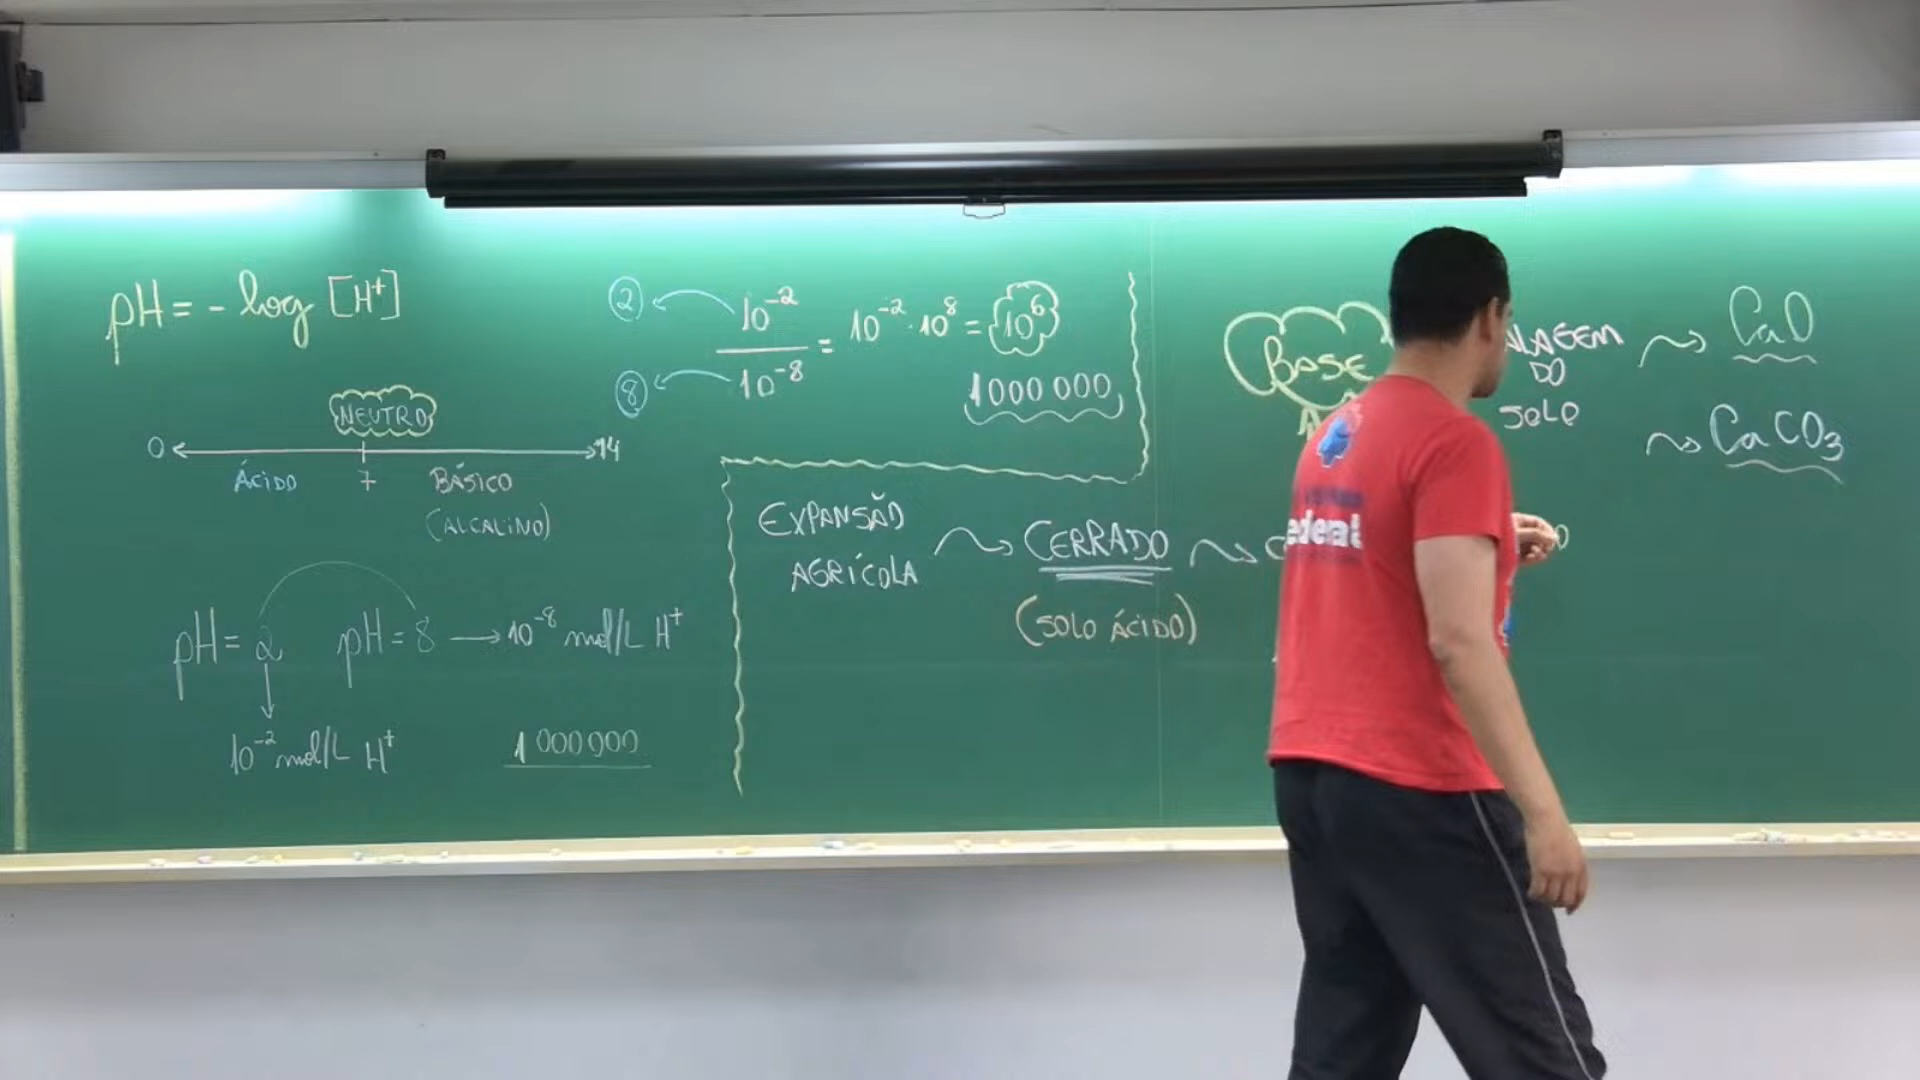 pH = - log [H⁺]
NEUTRO
0 14
ÁCIDO 7 BÁSICO
(ALCALINO)
pH = 2 pH = 8 → 10⁻⁸ mol/L H⁺
10⁻² mol/L H⁺
1 000 000
2 10⁻² / 8 10⁻⁸ = 10⁻² · 10⁸ = 10⁶
1 000 000
EXPANSÃO
AGRÍCOLA
CERRADO
(SOLO ÁCIDO)
BASE
DO
SOLO
CaO
CaCO₃
ederal